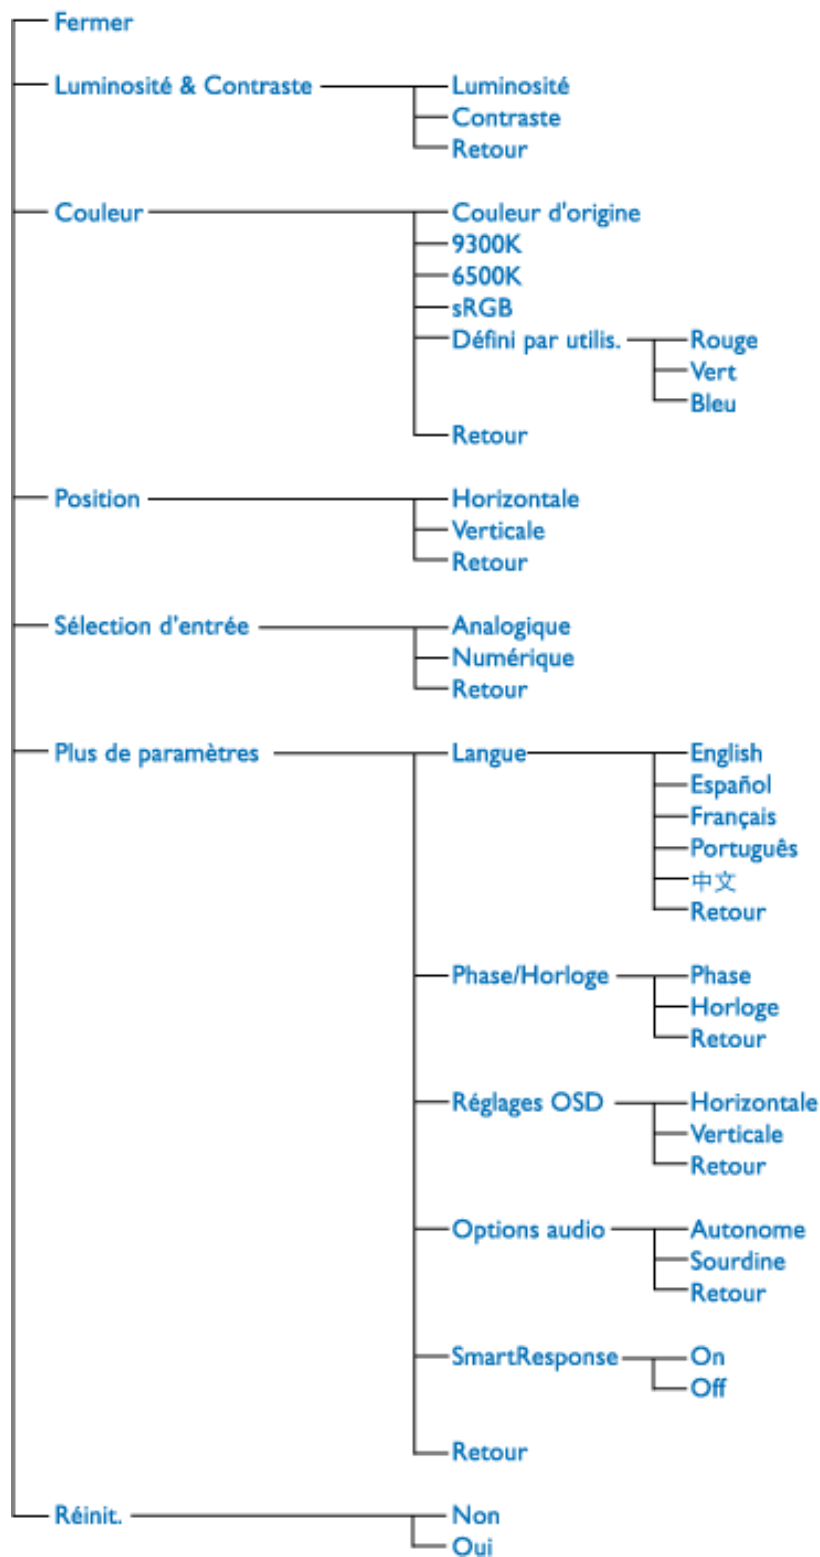 Fermer
Luminosité & Contraste Luminosité
Contraste
Retour
Couleur Couleur d'origine
9300K
6500K
sRGB
Défini par utilis. Rouge
Vert
Bleu
Retour
Position Horizontale
Verticale
Retour
Sélection d'entrée Analogique
Numérique
Retour
Plus de paramètres Langue English
Español
Français
Português
中文
Retour
Phase/Horloge Phase
Horloge
Retour
Réglages OSD Horizontale
Verticale
Retour
Options audio Autonome
Sourdine
Retour
SmartResponse On
Off
Retour
Réinit. Non
Oui